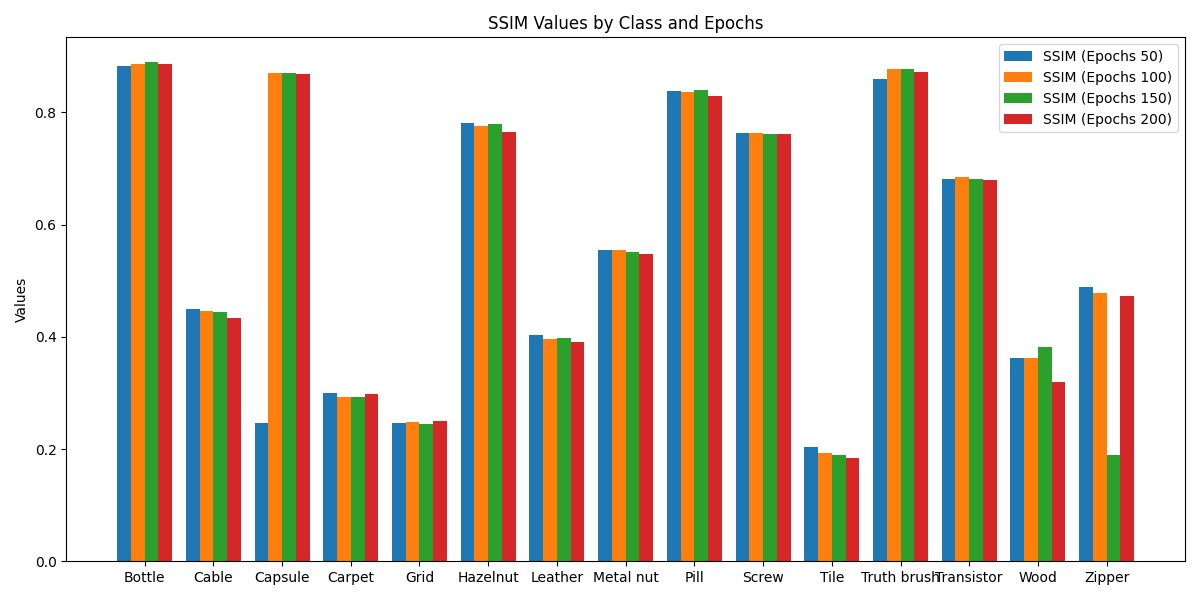 SSIM Values by Class and Epochs
SSIM (Epochs 50)
SSIM (Epochs 100)
SSIM (Epochs 150)
SSIM (Epochs 200)
Values
0.8
0.6
0.4
0.2
0.0
Bottle Cable Capsule Carpet Grid Hazelnut Leather Metal nut Pill Screw Tile Truth brush Transistor Wood Zipper